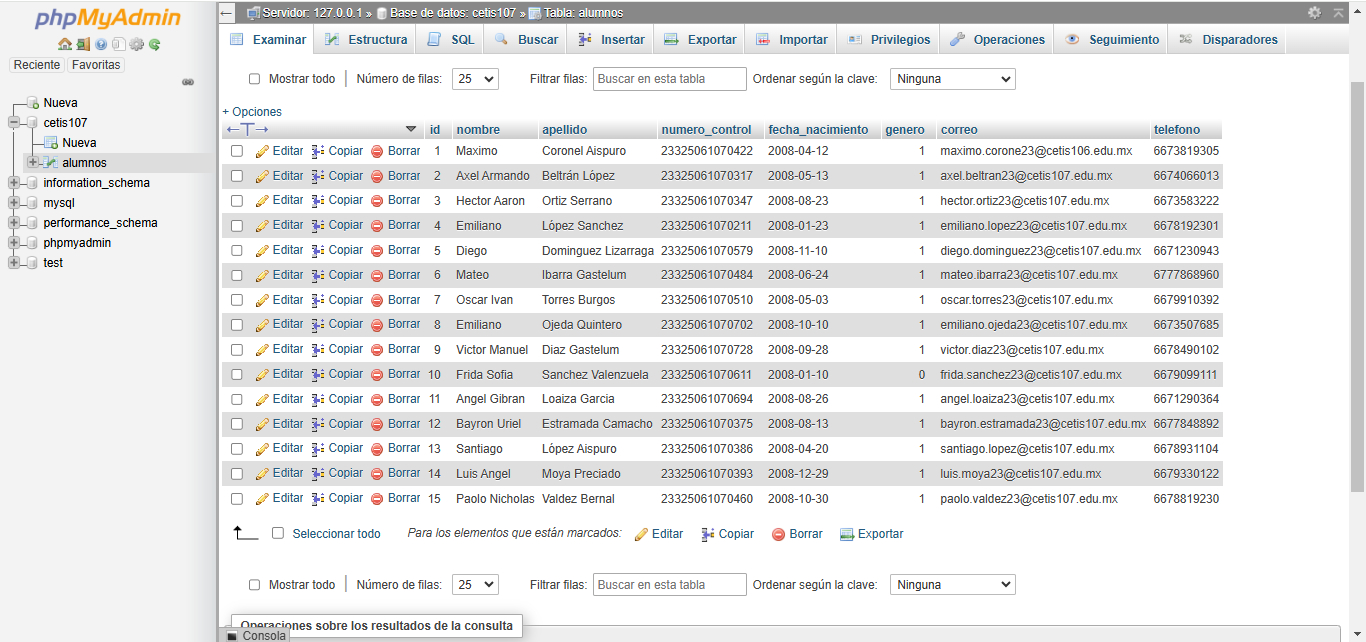 phpMyAdmin
Reciente Favoritas
Nueva
cetis107
Nueva
alumnos
information_schema
mysql
performance_schema
phpmyadmin
test
Servidor: 127.0.0.1 » Base de datos: cetis107 » Tabla: alumnos
Examinar Estructura SQL Buscar Insertar Exportar Importar Privilegios Operaciones Seguimiento Disparadores
Mostrar todo Número de filas: 25 Filtrar filas: Buscar en esta tabla Ordenar según la clave: Ninguna
+ Opciones
←T→ id nombre apellido numero_control fecha_nacimiento genero correo telefono
Editar Copiar Borrar 1 Maximo Coronel Aispuro 23325061070422 2008-04-12 1 maximo.corone23@cetis106.edu.mx 6673819305
Editar Copiar Borrar 2 Axel Armando Beltrán López 23325061070317 2008-05-13 1 axel.beltran23@cetis107.edu.mx 6674066013
Editar Copiar Borrar 3 Hector Aaron Ortiz Serrano 23325061070347 2008-08-23 1 hector.ortiz23@cetis107.edu.mx 6673583222
Editar Copiar Borrar 4 Emiliano López Sanchez 23325061070211 2008-01-23 1 emiliano.lopez23@cetis107.edu.mx 6678192301
Editar Copiar Borrar 5 Diego Dominguez Lizarraga 23325061070579 2008-11-10 1 diego.dominguez23@cetis107.edu.mx 6671230943
Editar Copiar Borrar 6 Mateo Ibarra Gastelum 23325061070484 2008-06-24 1 mateo.ibarra23@cetis107.edu.mx 6777868960
Editar Copiar Borrar 7 Oscar Ivan Torres Burgos 23325061070510 2008-05-03 1 oscar.torres23@cetis107.edu.mx 6679910392
Editar Copiar Borrar 8 Emiliano Ojeda Quintero 23325061070702 2008-10-10 1 emiliano.ojeda23@cetis107.edu.mx 6673507685
Editar Copiar Borrar 9 Victor Manuel Diaz Gastelum 23325061070728 2008-09-28 1 victor.diaz23@cetis107.edu.mx 6678490102
Editar Copiar Borrar 10 Frida Sofia Sanchez Valenzuela 23325061070611 2008-01-10 0 frida.sanchez23@cetis107.edu.mx 6679099111
Editar Copiar Borrar 11 Angel Gibran Loaiza Garcia 23325061070694 2008-08-26 1 angel.loaiza23@cetis107.edu.mx 6671290364
Editar Copiar Borrar 12 Bayron Uriel Estramada Camacho 23325061070375 2008-08-13 1 bayron.estramada23@cetis107.edu.mx 6677848892
Editar Copiar Borrar 13 Santiago López Aispuro 23325061070386 2008-04-20 1 santiago.lopez23@cetis107.edu.mx 6678931104
Editar Copiar Borrar 14 Luis Angel Moya Preciado 23325061070393 2008-12-29 1 luis.moya23@cetis107.edu.mx 6679330122
Editar Copiar Borrar 15 Paolo Nicholas Valdez Bernal 23325061070460 2008-10-30 1 paolo.valdez23@cetis107.edu.mx 6678819230
Seleccionar todo Para los elementos que están marcados: Editar Copiar Borrar Exportar
Mostrar todo Número de filas: 25 Filtrar filas: Buscar en esta tabla Ordenar según la clave: Ninguna
Operaciones sobre los resultados de la consulta
Consola